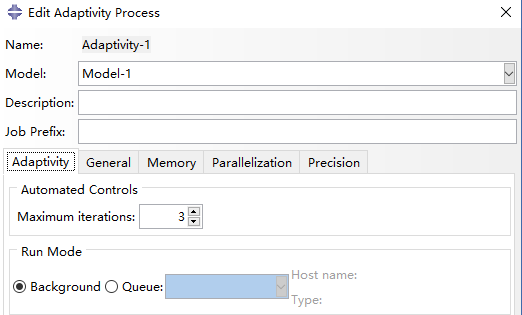 Edit Adaptivity Process
Name: Adaptivity-1
Model: Model-1
Description:
Job Prefix:
Adaptivity General Memory Parallelization Precision
Automated Controls
Maximum iterations: 3
Run Mode
Background Queue: Host name:
Type: